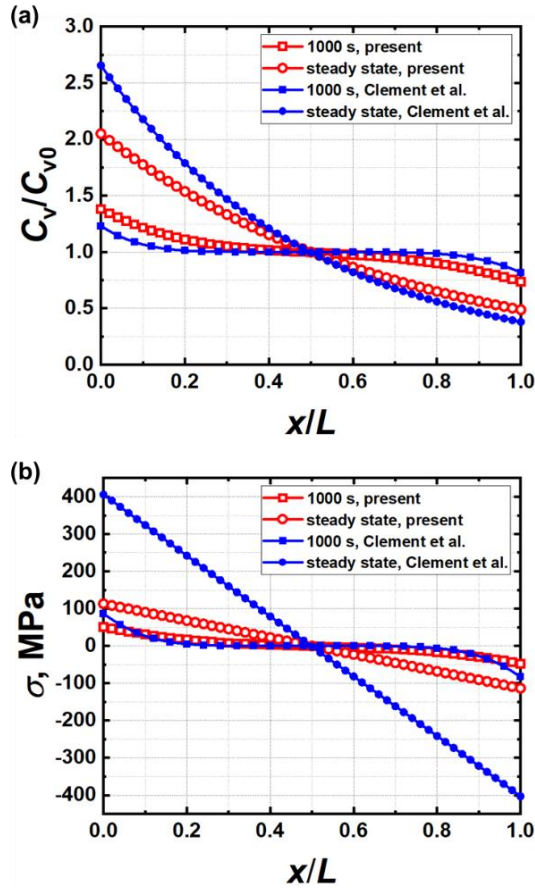 (a)
3.0
2.5
2.0
1.5
1.0
0.5
0.0
Cv/Cv0
1000 s, present
steady state, present
1000 s, Clement et al.
steady state, Clement et al.
0.0 0.2 0.4 0.6 0.8 1.0
x/L
(b)
400
300
200
100
0
-100
-200
-300
-400
σ, MPa
1000 s, present
steady state, present
1000 s, Clement et al.
steady state, Clement et al.
0.0 0.2 0.4 0.6 0.8 1.0
x/L